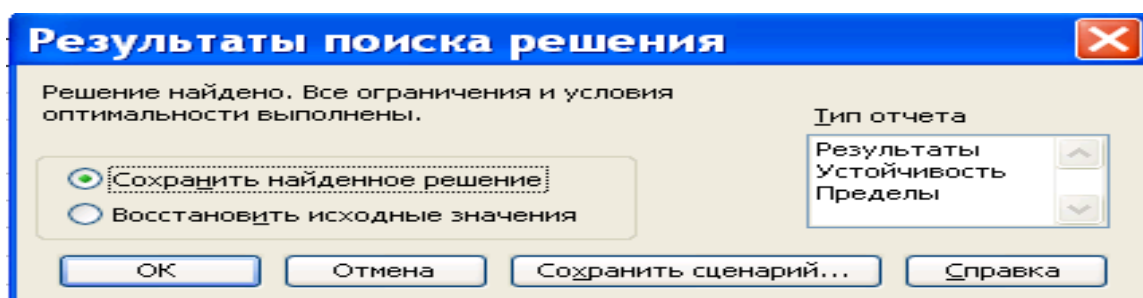 Результаты поиска решения
Решение найдено. Все ограничения и условия
оптимальности выполнены.
Тип отчета
Результаты
Устойчивость
Пределы
Сохранить найденное решение
Восстановить исходные значения
ОК
Отмена
Сохранить сценарий...
Справка